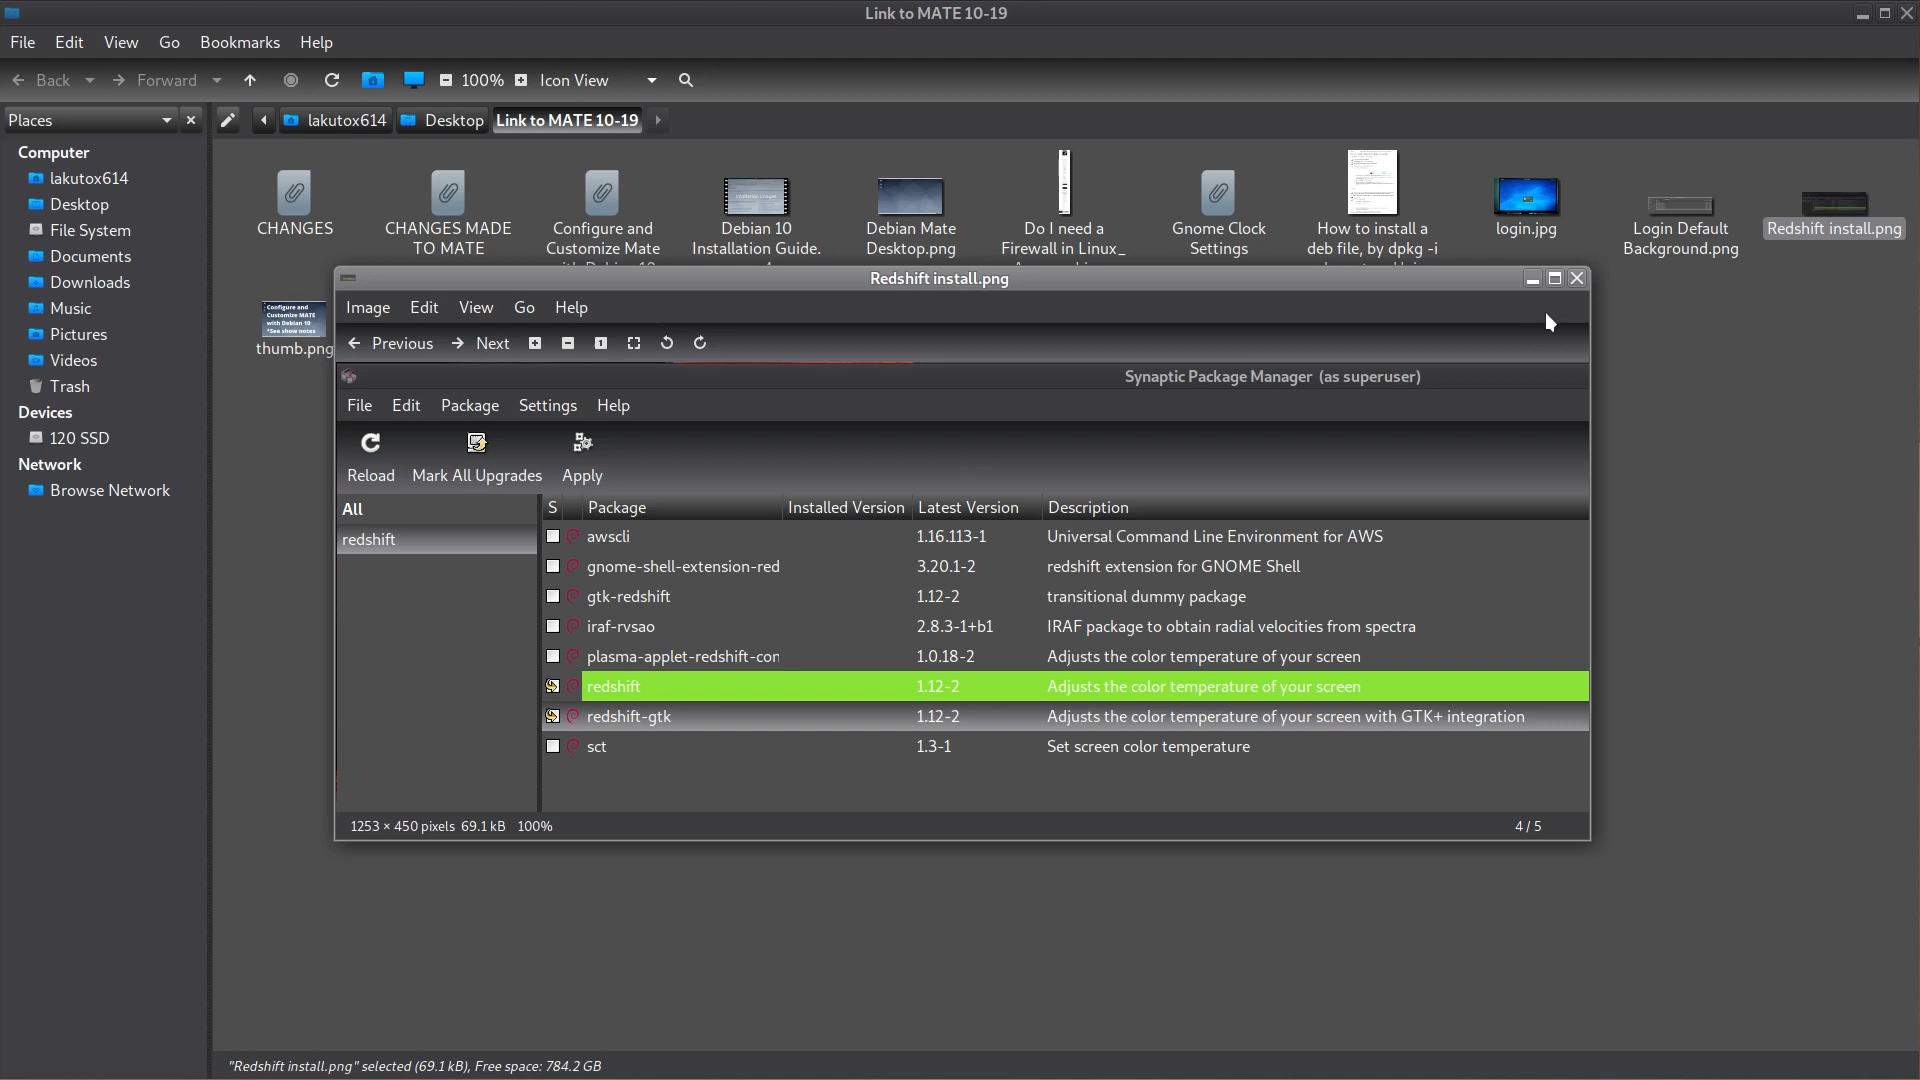 Link to MATE 10-19
File Edit View Go Bookmarks Help
Back Forward 100% Icon View
Places lakutox614 Desktop Link to MATE 10-19
Computer
lakutox614
Desktop
File System
Documents
Downloads
Music
Pictures
Videos
Trash
Devices
120 SSD
Network
Browse Network
CHANGES
CHANGES MADE
TO MATE
Configure and
Customize Mate
Debian 10
Installation Guide.
Debian Mate
Desktop.png
Do I need a
Firewall in Linux_
Gnome Clock
Settings
How to install a
deb file, by dpkg -i
login.jpg
Login Default
Background.png
Redshift install.png
Configure and
Customize MATE
with Debian 10
*See show notes
thumb.png
Redshift install.png
Image Edit View Go Help
Previous Next
Synaptic Package Manager (as superuser)
File Edit Package Settings Help
Reload Mark All Upgrades Apply
All
redshift
S Package Installed Version Latest Version Description
awscli 1.16.113-1 Universal Command Line Environment for AWS
gnome-shell-extension-red 3.20.1-2 redshift extension for GNOME Shell
gtk-redshift 1.12-2 transitional dummy package
iraf-rvsao 2.8.3-1+b1 IRAF package to obtain radial velocities from spectra
plasma-applet-redshift-con 1.0.18-2 Adjusts the color temperature of your screen
redshift 1.12-2 Adjusts the color temperature of your screen
redshift-gtk 1.12-2 Adjusts the color temperature of your screen with GTK+ integration
sct 1.3-1 Set screen color temperature
1253 × 450 pixels 69.1 kB 100% 4 / 5
"Redshift install.png" selected (69.1 kB), Free space: 784.2 GB